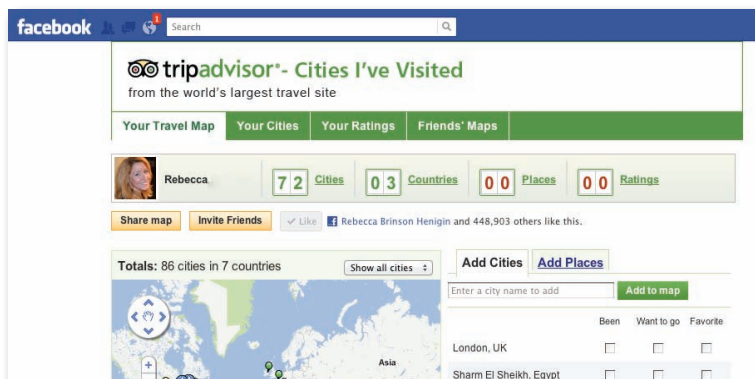 facebook 1 Search
tripadvisor®- Cities I've Visited
from the world's largest travel site
Your Travel Map Your Cities Your Ratings Friends' Maps
Rebecca 72 Cities 03 Countries 00 Places 00 Ratings
Share map Invite Friends Like Rebecca Brinson Henigin and 448,903 others like this.
Totals: 86 cities in 7 countries Show all cities Add Cities Add Places
Enter a city name to add Add to map
Been Want to go Favorite
London, UK
Asia
Sharm El Sheikh, Egypt